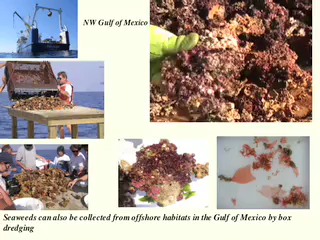 NW Gulf of Mexico
Seaweeds can also be collected from offshore habitats in the Gulf of Mexico by box
dredging